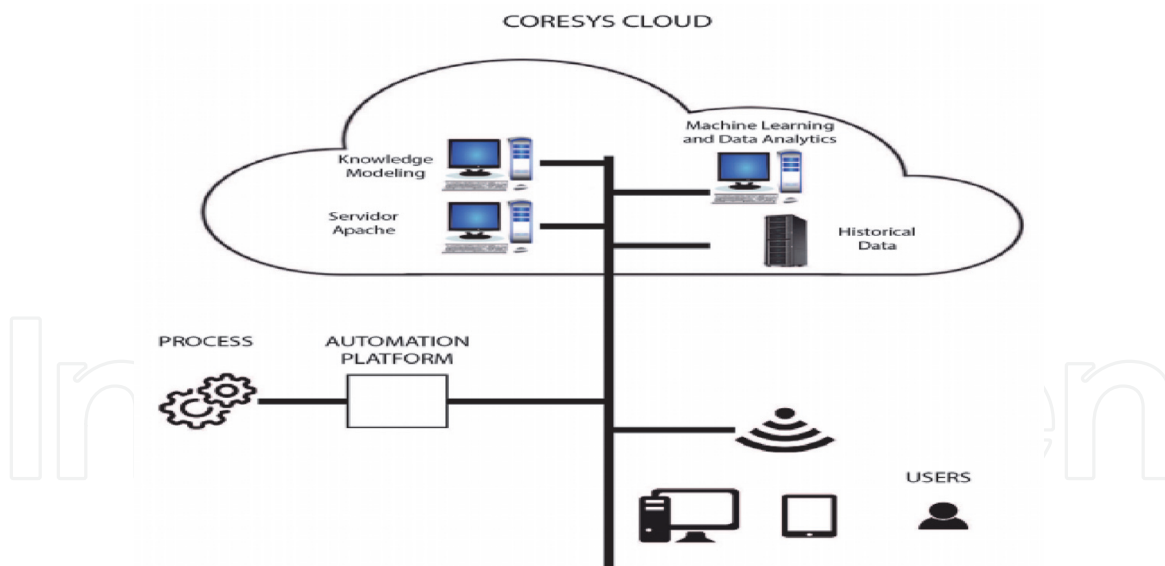 CORESYS CLOUD
Machine Learning
and Data Analytics
Knowledge
Modeling
Servidor
Apache
Historical
Data
PROCESS
AUTOMATION
PLATFORM
USERS